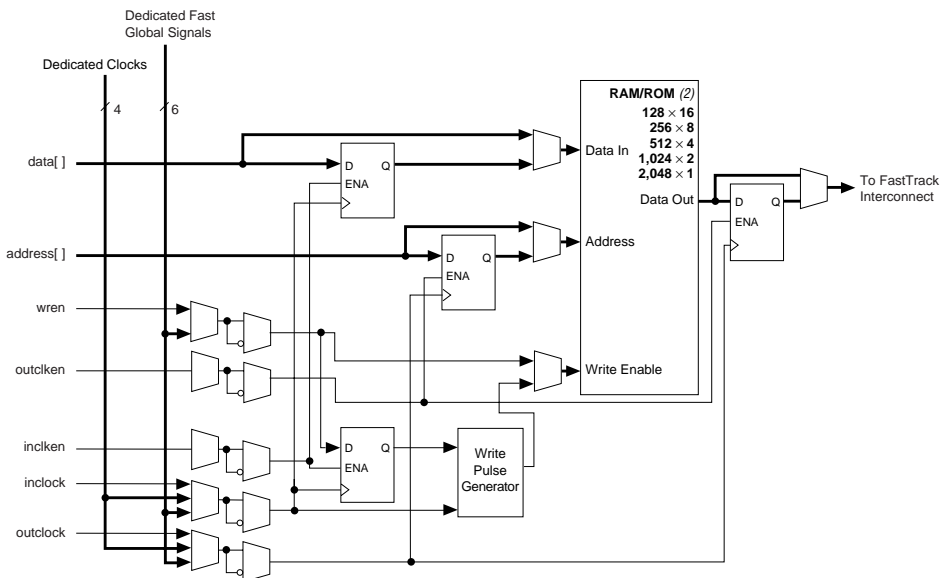 Dedicated Fast
Global Signals
Dedicated Clocks
4
6
RAM/ROM (2)
128 × 16
256 × 8
512 × 4
1,024 × 2
2,048 × 1
data[ ]
D Q
ENA
Data In
Data Out
D Q
ENA
To FastTrack
Interconnect
address[ ]
D Q
ENA
Address
wren
outclken
Write Enable
inclken
D Q
ENA
Write
Pulse
Generator
inclock
outclock